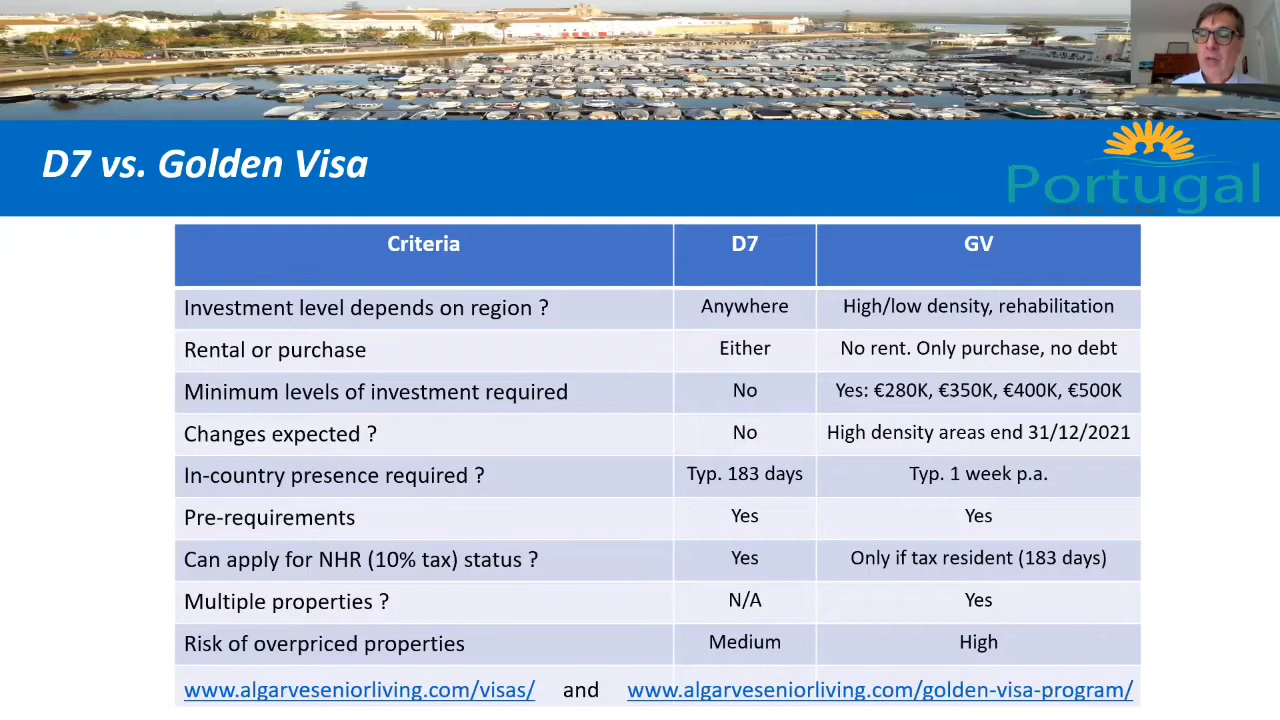 D7 vs. Golden Visa
Portugal
Criteria D7 GV
Investment level depends on region ? Anywhere High/low density, rehabilitation
Rental or purchase Either No rent. Only purchase, no debt
Minimum levels of investment required No Yes: €280K, €350K, €400K, €500K
Changes expected ? No High density areas end 31/12/2021
In-country presence required ? Typ. 183 days Typ. 1 week p.a.
Pre-requirements Yes Yes
Can apply for NHR (10% tax) status ? Yes Only if tax resident (183 days)
Multiple properties ? N/A Yes
Risk of overpriced properties Medium High
www.algarveseniorliving.com/visas/ and www.algarveseniorliving.com/golden-visa-program/